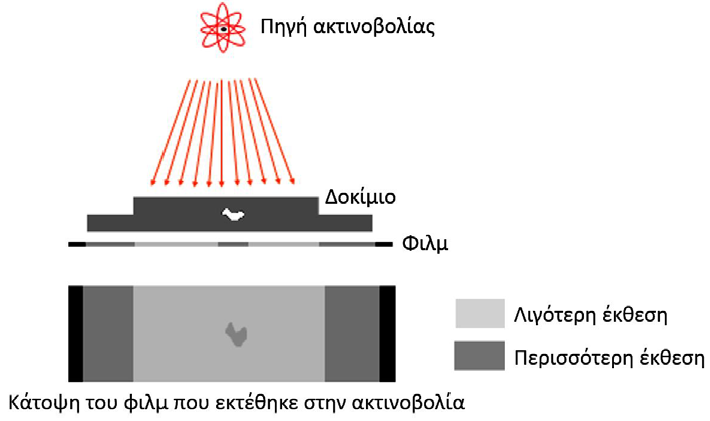 Πηγή ακτινοβολίας
Δοκίμιο
Φιλμ
Λιγότερη έκθεση
Περισσότερη έκθεση
Κάτοψη του φιλμ που εκτέθηκε στην ακτινοβολία